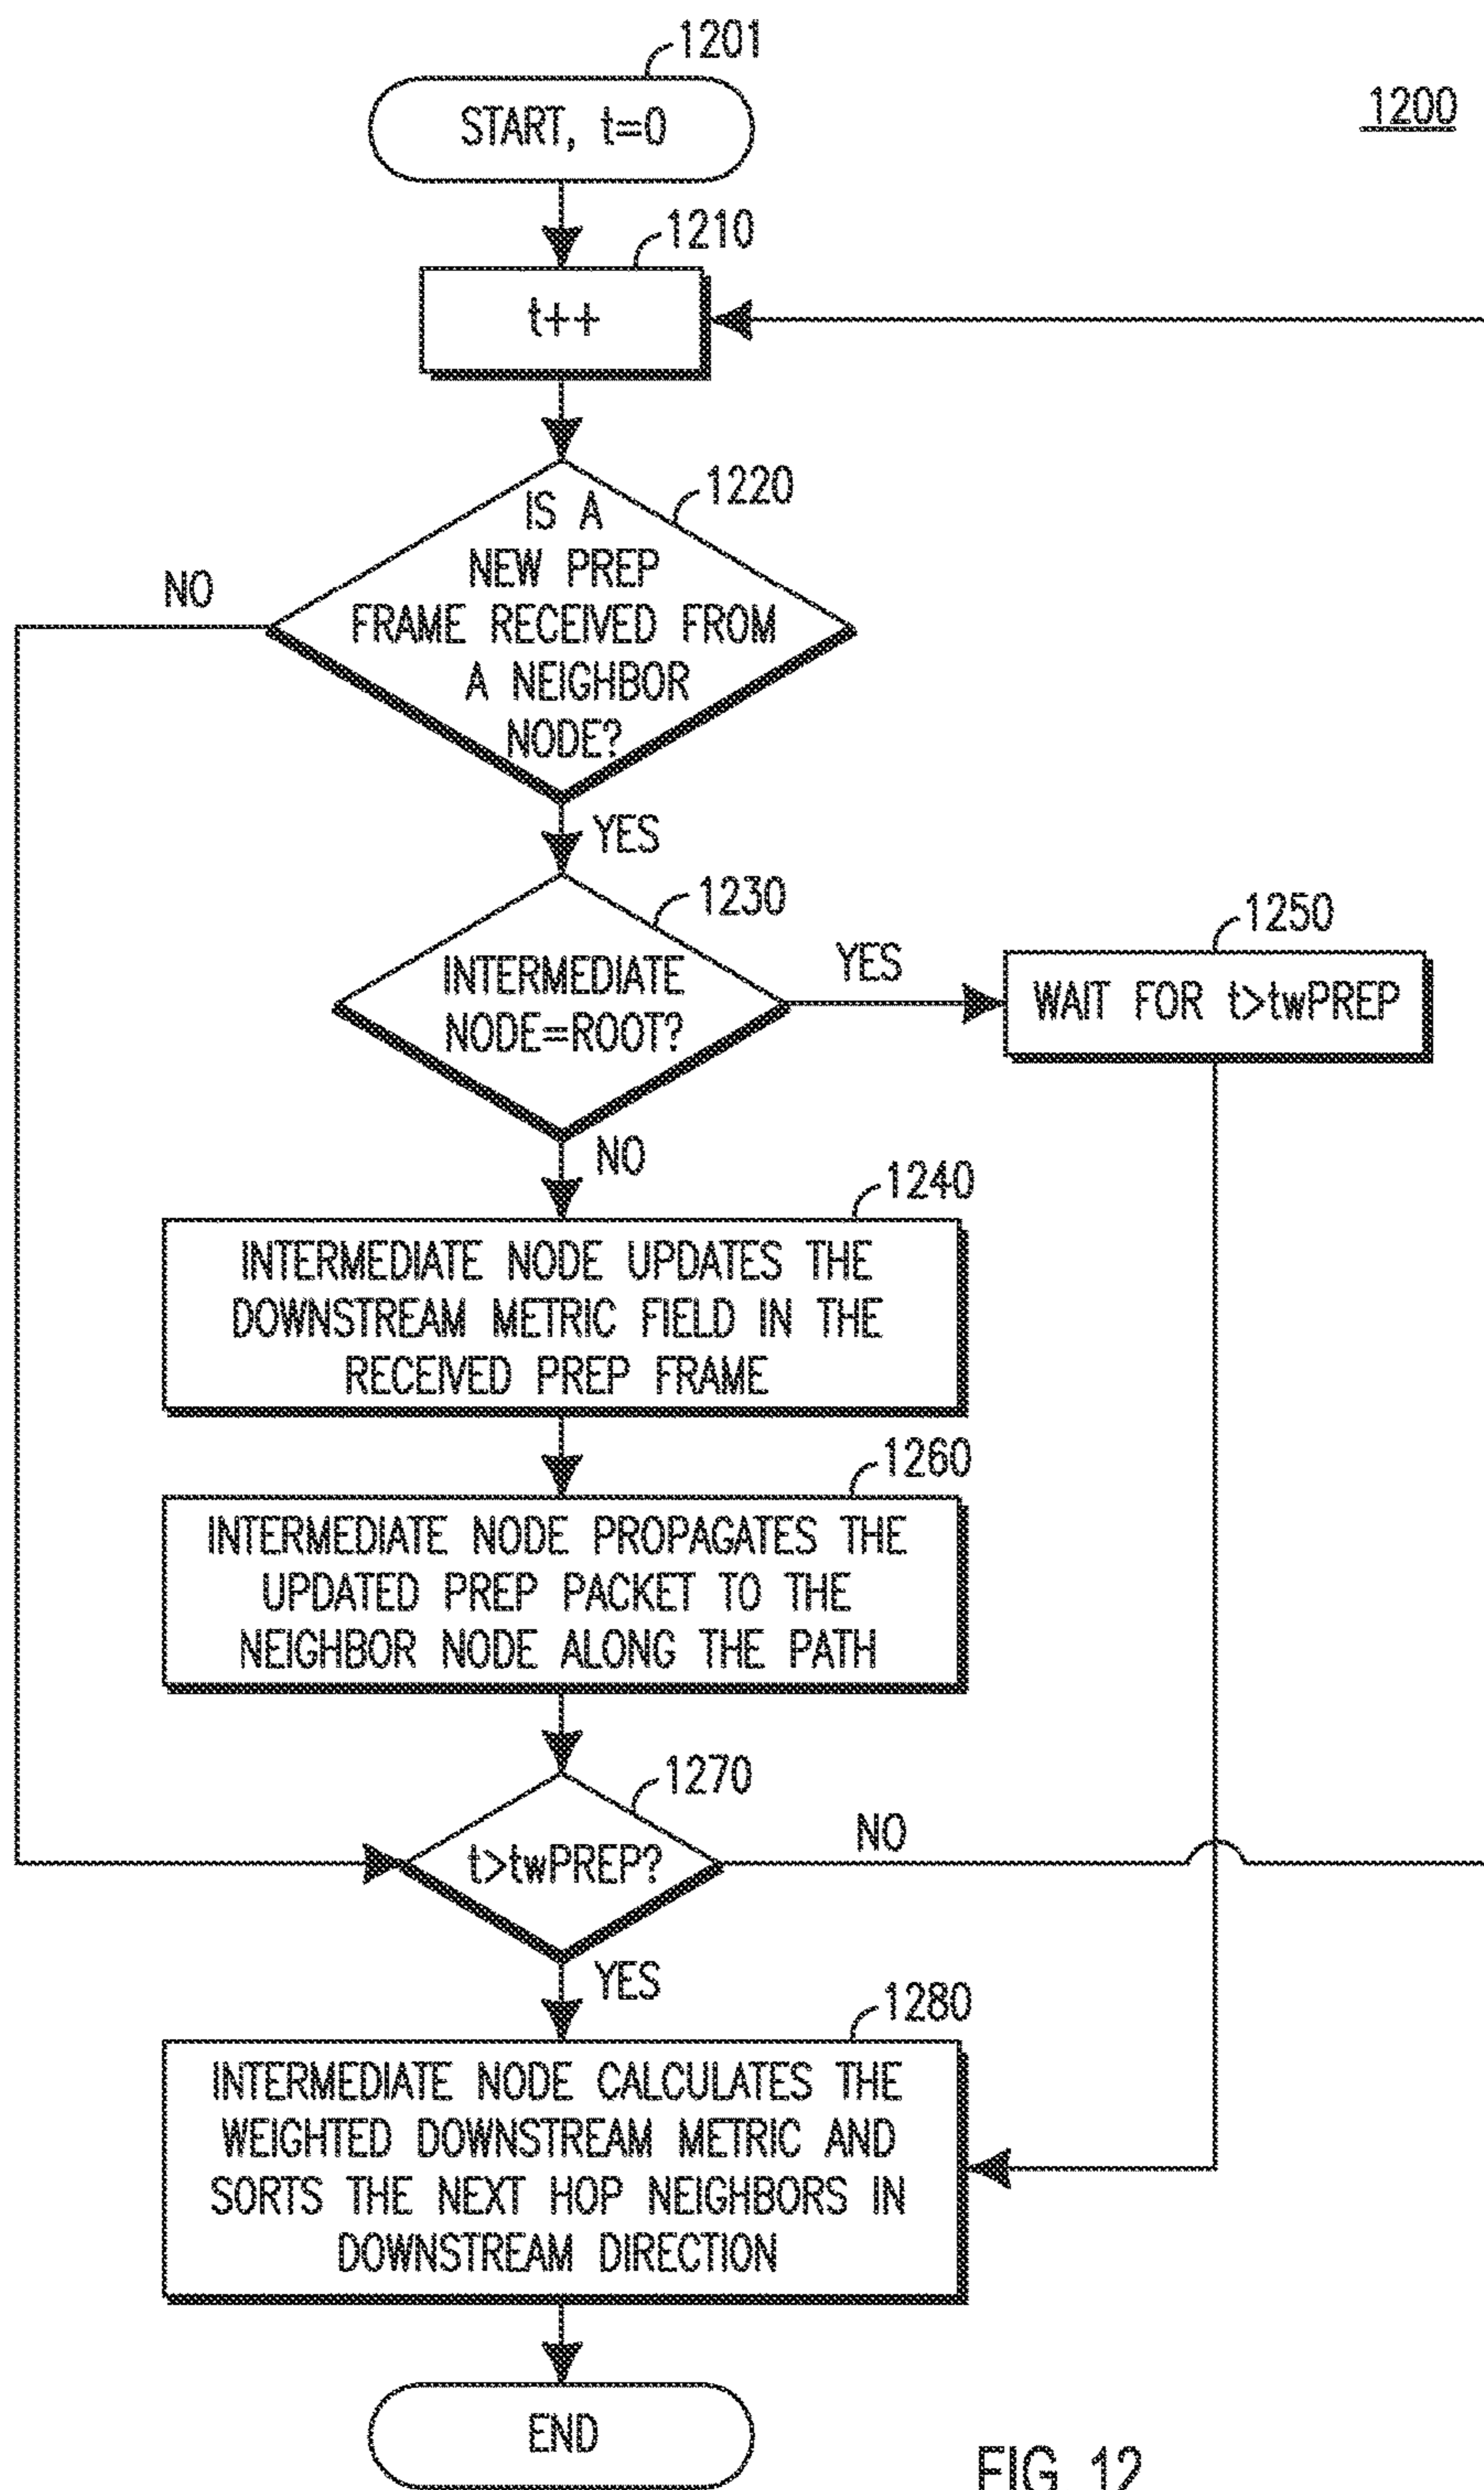 1201
START, t=0
1200
1210
t++
1220
IS A
NEW PREP
FRAME RECEIVED FROM
A NEIGHBOR
NODE?
NO
YES
1230
INTERMEDIATE
NODE=ROOT?
YES
1250
WAIT FOR t>twPREP
NO
1240
INTERMEDIATE NODE UPDATES THE
DOWNSTREAM METRIC FIELD IN THE
RECEIVED PREP FRAME
1260
INTERMEDIATE NODE PROPAGATES THE
UPDATED PREP PACKET TO THE
NEIGHBOR NODE ALONG THE PATH
1270
t>twPREP?
NO
YES
1280
INTERMEDIATE NODE CALCULATES THE
WEIGHTED DOWNSTREAM METRIC AND
SORTS THE NEXT HOP NEIGHBORS IN
DOWNSTREAM DIRECTION
END
FIG. 12